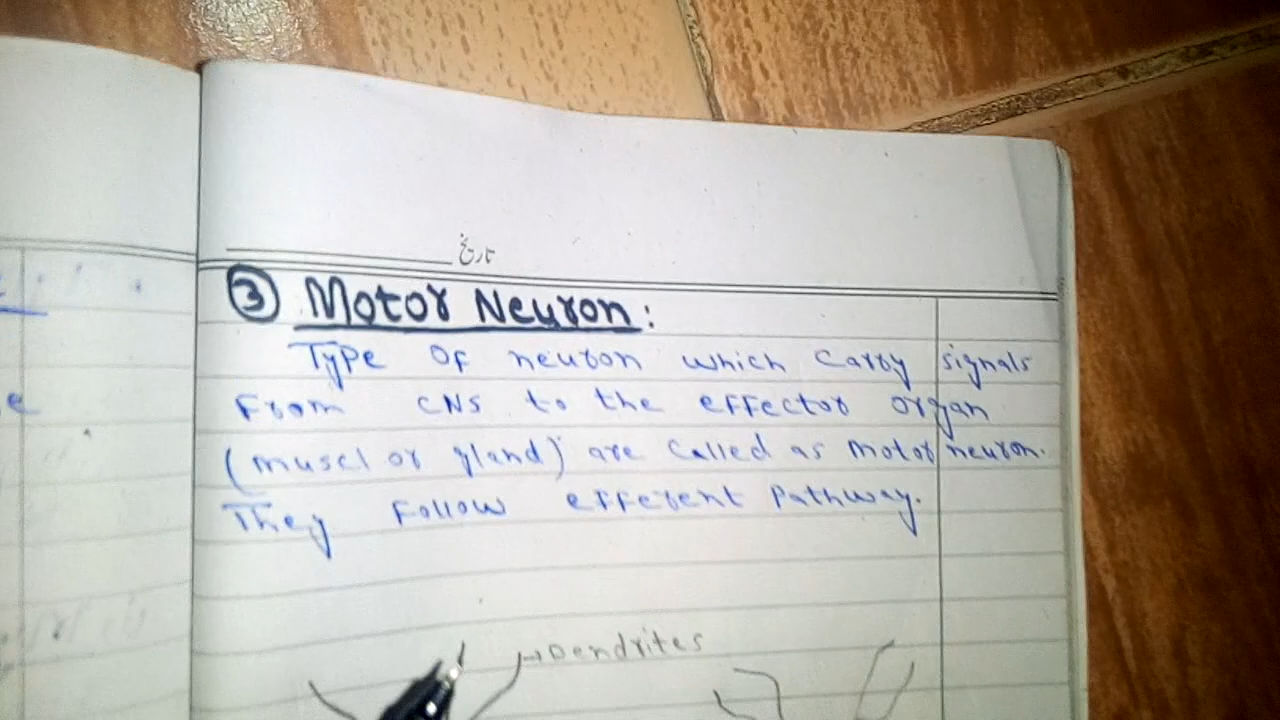 تاریخ
③ Motor Neuron:
Type of neuron which carry signals
From CNS to the effector organ
(muscl or gland) are called as motor neuron.
They Follow efferent Pathway.
Dendrites